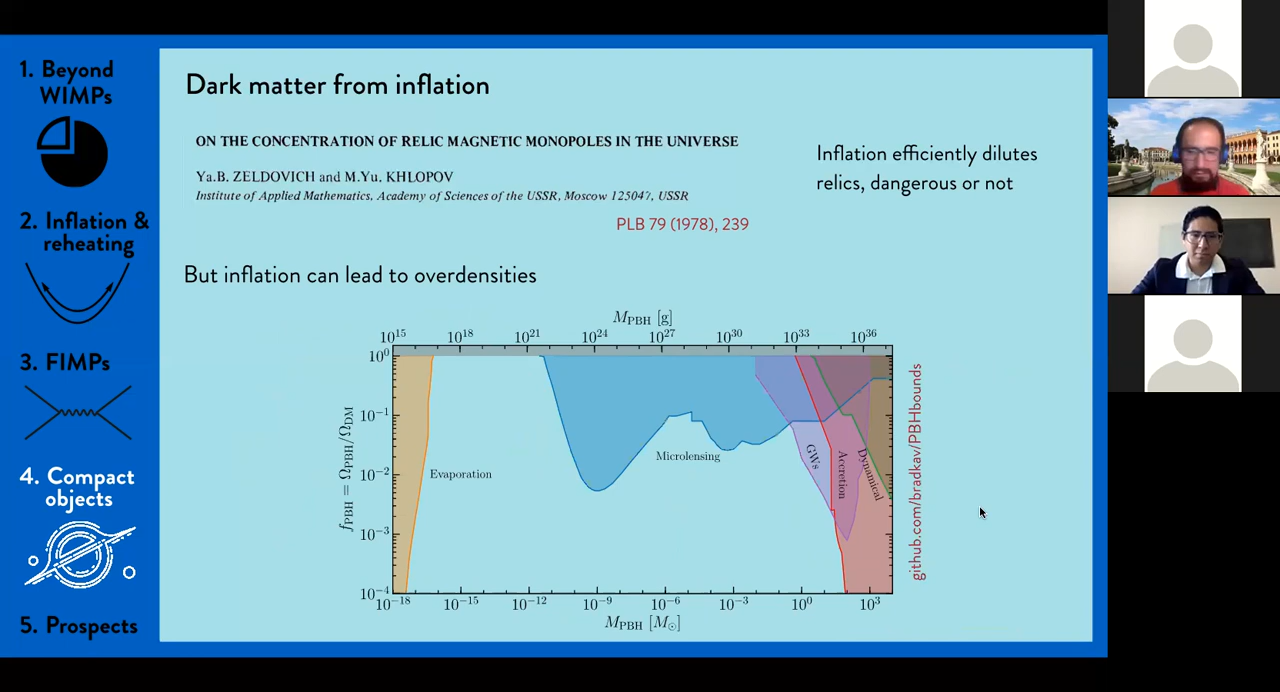 1. Beyond
WIMPs
2. Inflation &
reheating
3. FIMPs
4. Compact
objects
5. Prospects
Dark matter from inflation
ON THE CONCENTRATION OF RELIC MAGNETIC MONOPOLES IN THE UNIVERSE
Ya.B. ZELDOVICH and M.Yu. KHLOPOV
Institute of Applied Mathematics, Academy of Sciences of the USSR, Moscow 125047, USSR
PLB 79 (1978), 239
Inflation efficiently dilutes
relics, dangerous or not
But inflation can lead to overdensities
M_PBH [g]
10^15 10^18 10^21 10^24 10^27 10^30 10^33 10^36
f_PBH = Ω_PBH/Ω_DM
10^0
10^-1
10^-2
10^-3
10^-4
Evaporation
Microlensing
GWs
Accretion
Dynamical
10^-18 10^-15 10^-12 10^-9 10^-6 10^-3 10^0 10^3
M_PBH [M_⊙]
github.com/bradkav/PBHbounds